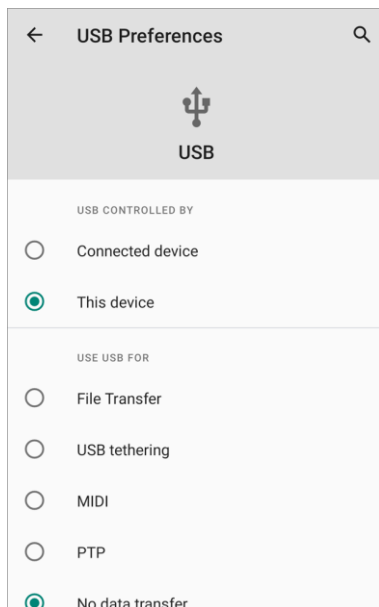 USB Preferences
USB
USB CONTROLLED BY
Connected device
This device
USE USB FOR
File Transfer
USB tethering
MIDI
PTP
No data transfer